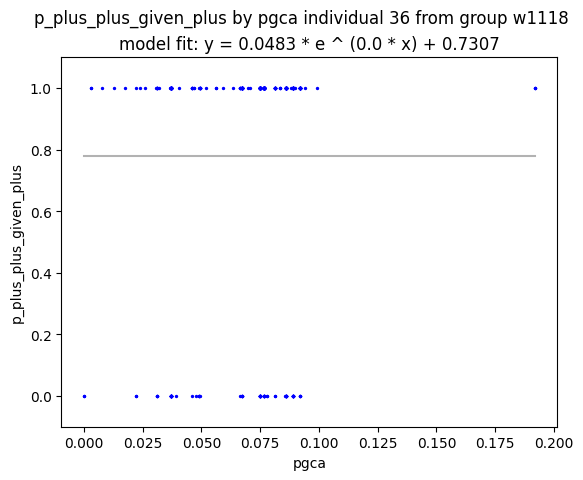 p_plus_plus_given_plus by pgca individual 36 from group w1118
model fit: y = 0.0483 * e ^ (0.0 * x) + 0.7307
1.0
0.8
0.6
0.4
0.2
0.0
p_plus_plus_given_plus
0.000 0.025 0.050 0.075 0.100 0.125 0.150 0.175 0.200
pgca